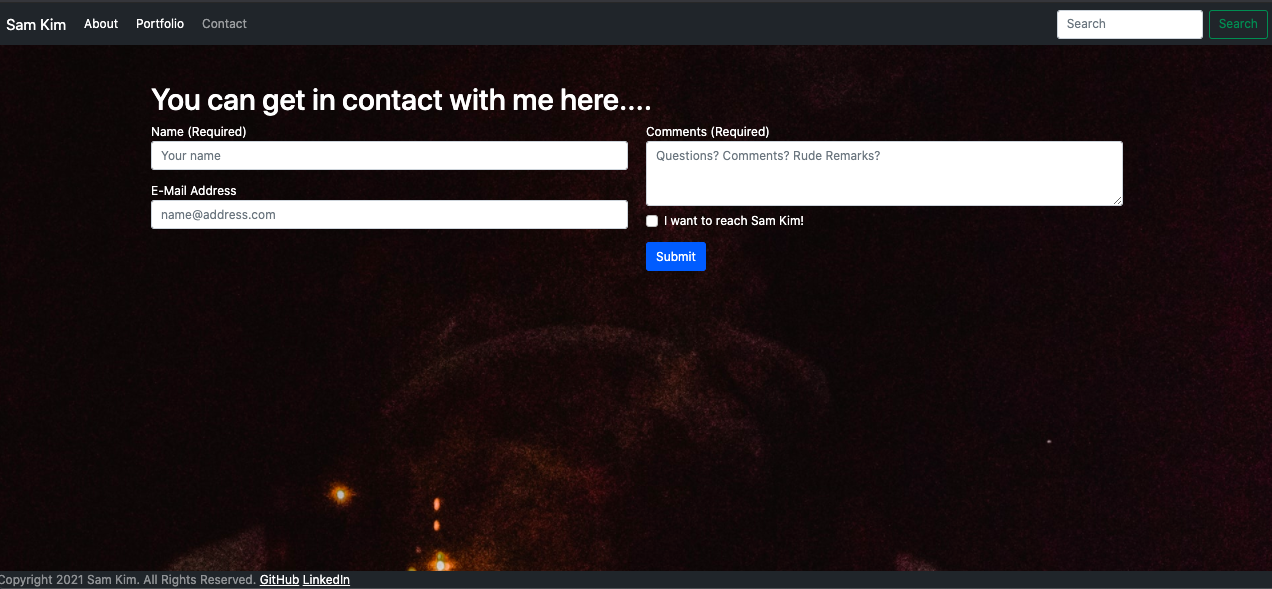 Sam Kim About Portfolio Contact Search Search
You can get in contact with me here....
Name (Required)
Your name
E-Mail Address
name@address.com
Comments (Required)
Questions? Comments? Rude Remarks?
I want to reach Sam Kim!
Submit
Copyright 2021 Sam Kim. All Rights Reserved. GitHub LinkedIn